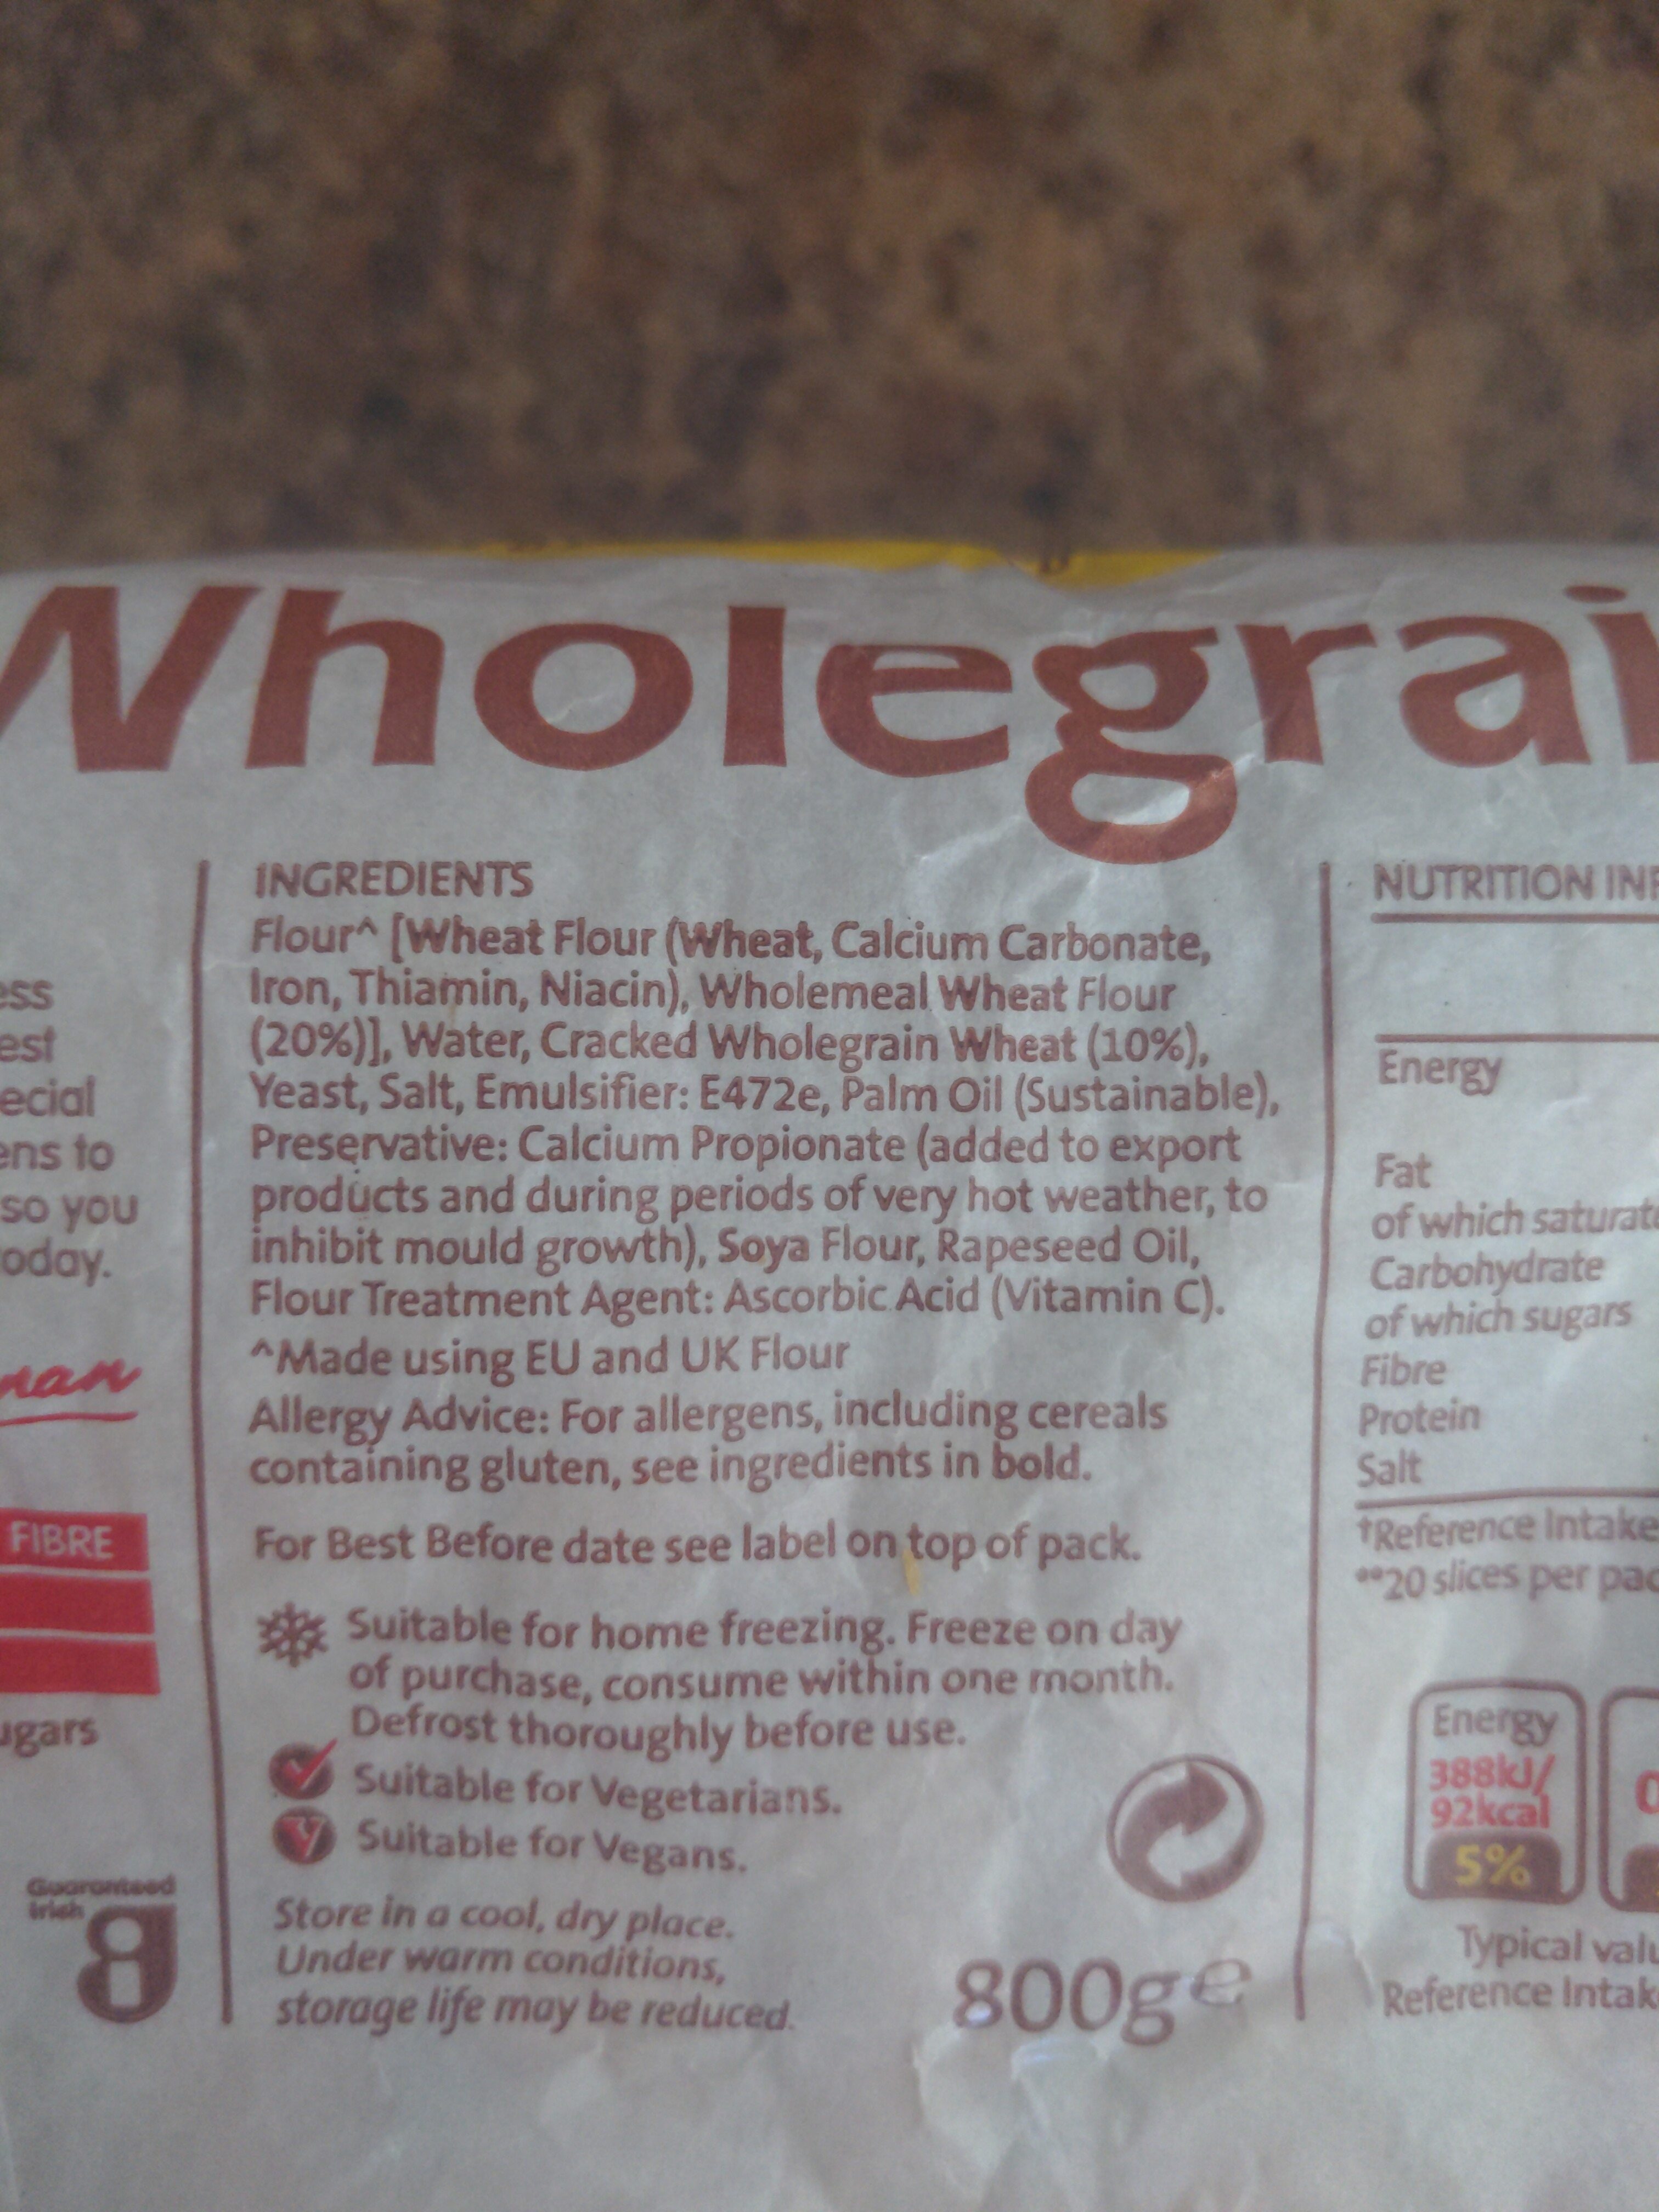 Wholegrai
INGREDIENTS
Flour^ [Wheat Flour (Wheat, Calcium Carbonate,
Iron, Thiamin, Niacin), Wholemeal Wheat Flour
(20%)], Water, Cracked Wholegrain Wheat (10%),
Yeast, Salt, Emulsifier: E472e, Palm Oil (Sustainable),
Preservative: Calcium Propionate (added to export
products and during periods of very hot weather, to
inhibit mould growth), Soya Flour, Rapeseed Oil,
Flour Treatment Agent: Ascorbic Acid (Vitamin C).
^Made using EU and UK Flour
Allergy Advice: For allergens, including cereals
containing gluten, see ingredients in bold.
For Best Before date see label on top of pack.
Suitable for home freezing. Freeze on day
of purchase, consume within one month.
Defrost thoroughly before use.
Suitable for Vegetarians.
V Suitable for Vegans.
Store in a cool, dry place.
Under warm conditions,
storage life may be reduced.
800g e
ess
est
ecial
ens to
so you
oday.
man
FIBRE
ugars
Guaranteed
Irish
NUTRITION INF
Energy
Fat
of which saturate
Carbohydrate
of which sugars
Fibre
Protein
Salt
†Reference Intake
**20 slices per pac
Energy
388kJ/
92kcal
5%
0
Typical valu
Reference Intak